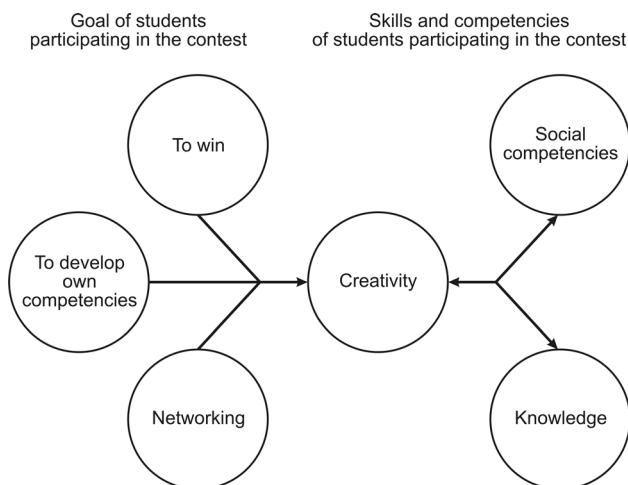 Goal of students
participating in the contest
Skills and competencies
of students participating in the contest
To win
Social
competencies
To develop
own
competencies
Creativity
Networking
Knowledge